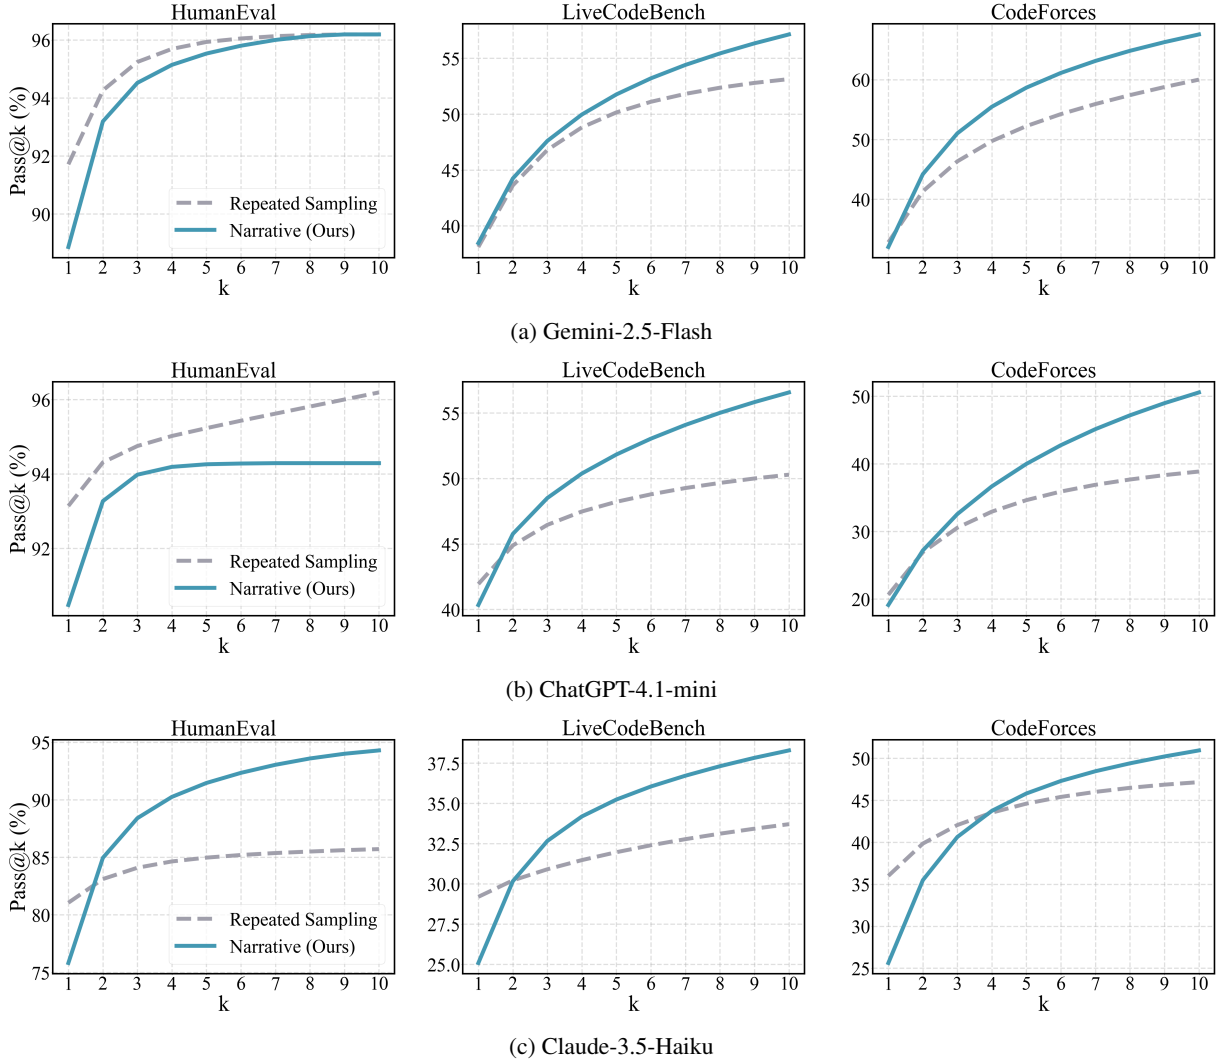 HumanEval
Pass@k (%)
96
94
92
90
Repeated Sampling
Narrative (Ours)
1 2 3 4 5 6 7 8 9 10
k
LiveCodeBench
55
50
45
40
1 2 3 4 5 6 7 8 9 10
k
CodeForces
60
50
40
1 2 3 4 5 6 7 8 9 10
k
(a) Gemini-2.5-Flash
HumanEval
Pass@k (%)
96
94
92
Repeated Sampling
Narrative (Ours)
1 2 3 4 5 6 7 8 9 10
k
LiveCodeBench
55
50
45
40
1 2 3 4 5 6 7 8 9 10
k
CodeForces
50
40
30
20
1 2 3 4 5 6 7 8 9 10
k
(b) ChatGPT-4.1-mini
HumanEval
Pass@k (%)
95
90
85
80
75
Repeated Sampling
Narrative (Ours)
1 2 3 4 5 6 7 8 9 10
k
LiveCodeBench
37.5
35.0
32.5
30.0
27.5
25.0
1 2 3 4 5 6 7 8 9 10
k
CodeForces
50
45
40
35
30
25
1 2 3 4 5 6 7 8 9 10
k
(c) Claude-3.5-Haiku